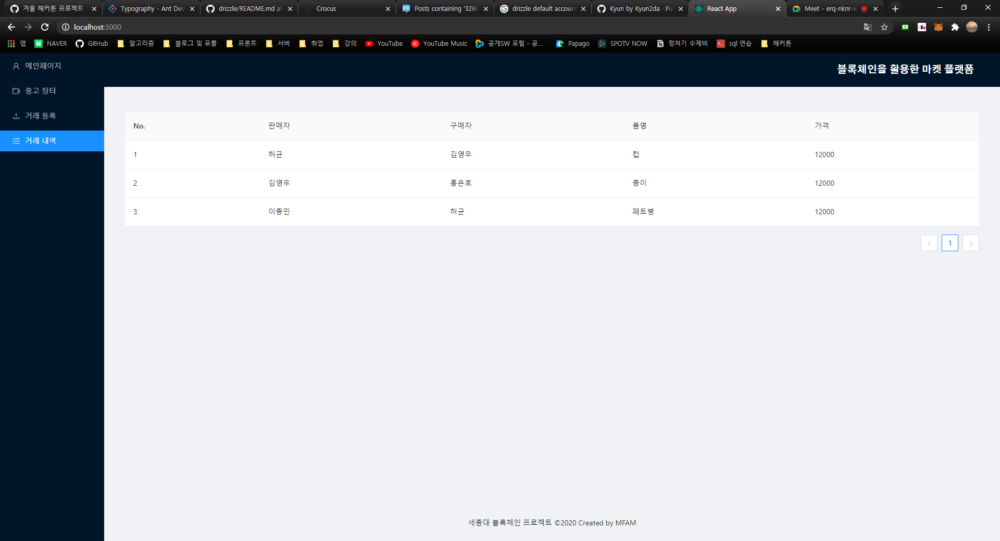 겨울 해커톤 프로젝트
Typography - Ant Des
drizzle/README.md at
Crocus
Posts containing '3260
drizzle default account
Kyun by Kyun2da · Pul
React App
Meet - erq-nknr-w
localhost:3000
앱
NAVER
GitHub
알고리즘
블로그 및 포폴
프론트
서버
취업
강의
YouTube
YouTube Music
공개SW 포털 - 공...
Papago
SPOTV NOW
정처기 수제비
sql 연습
해커톤
메인페이지
블록체인을 활용한 마켓 플랫폼
중고 장터
거래 등록
거래 내역
No. 판매자 구매자 품명 가격
1 허균 김영우 컵 12000
2 김영우 홍은호 종이 12000
3 이종민 허균 페트병 12000
< 1 >
세종대 블록체인 프로젝트 ©2020 Created by MFAM